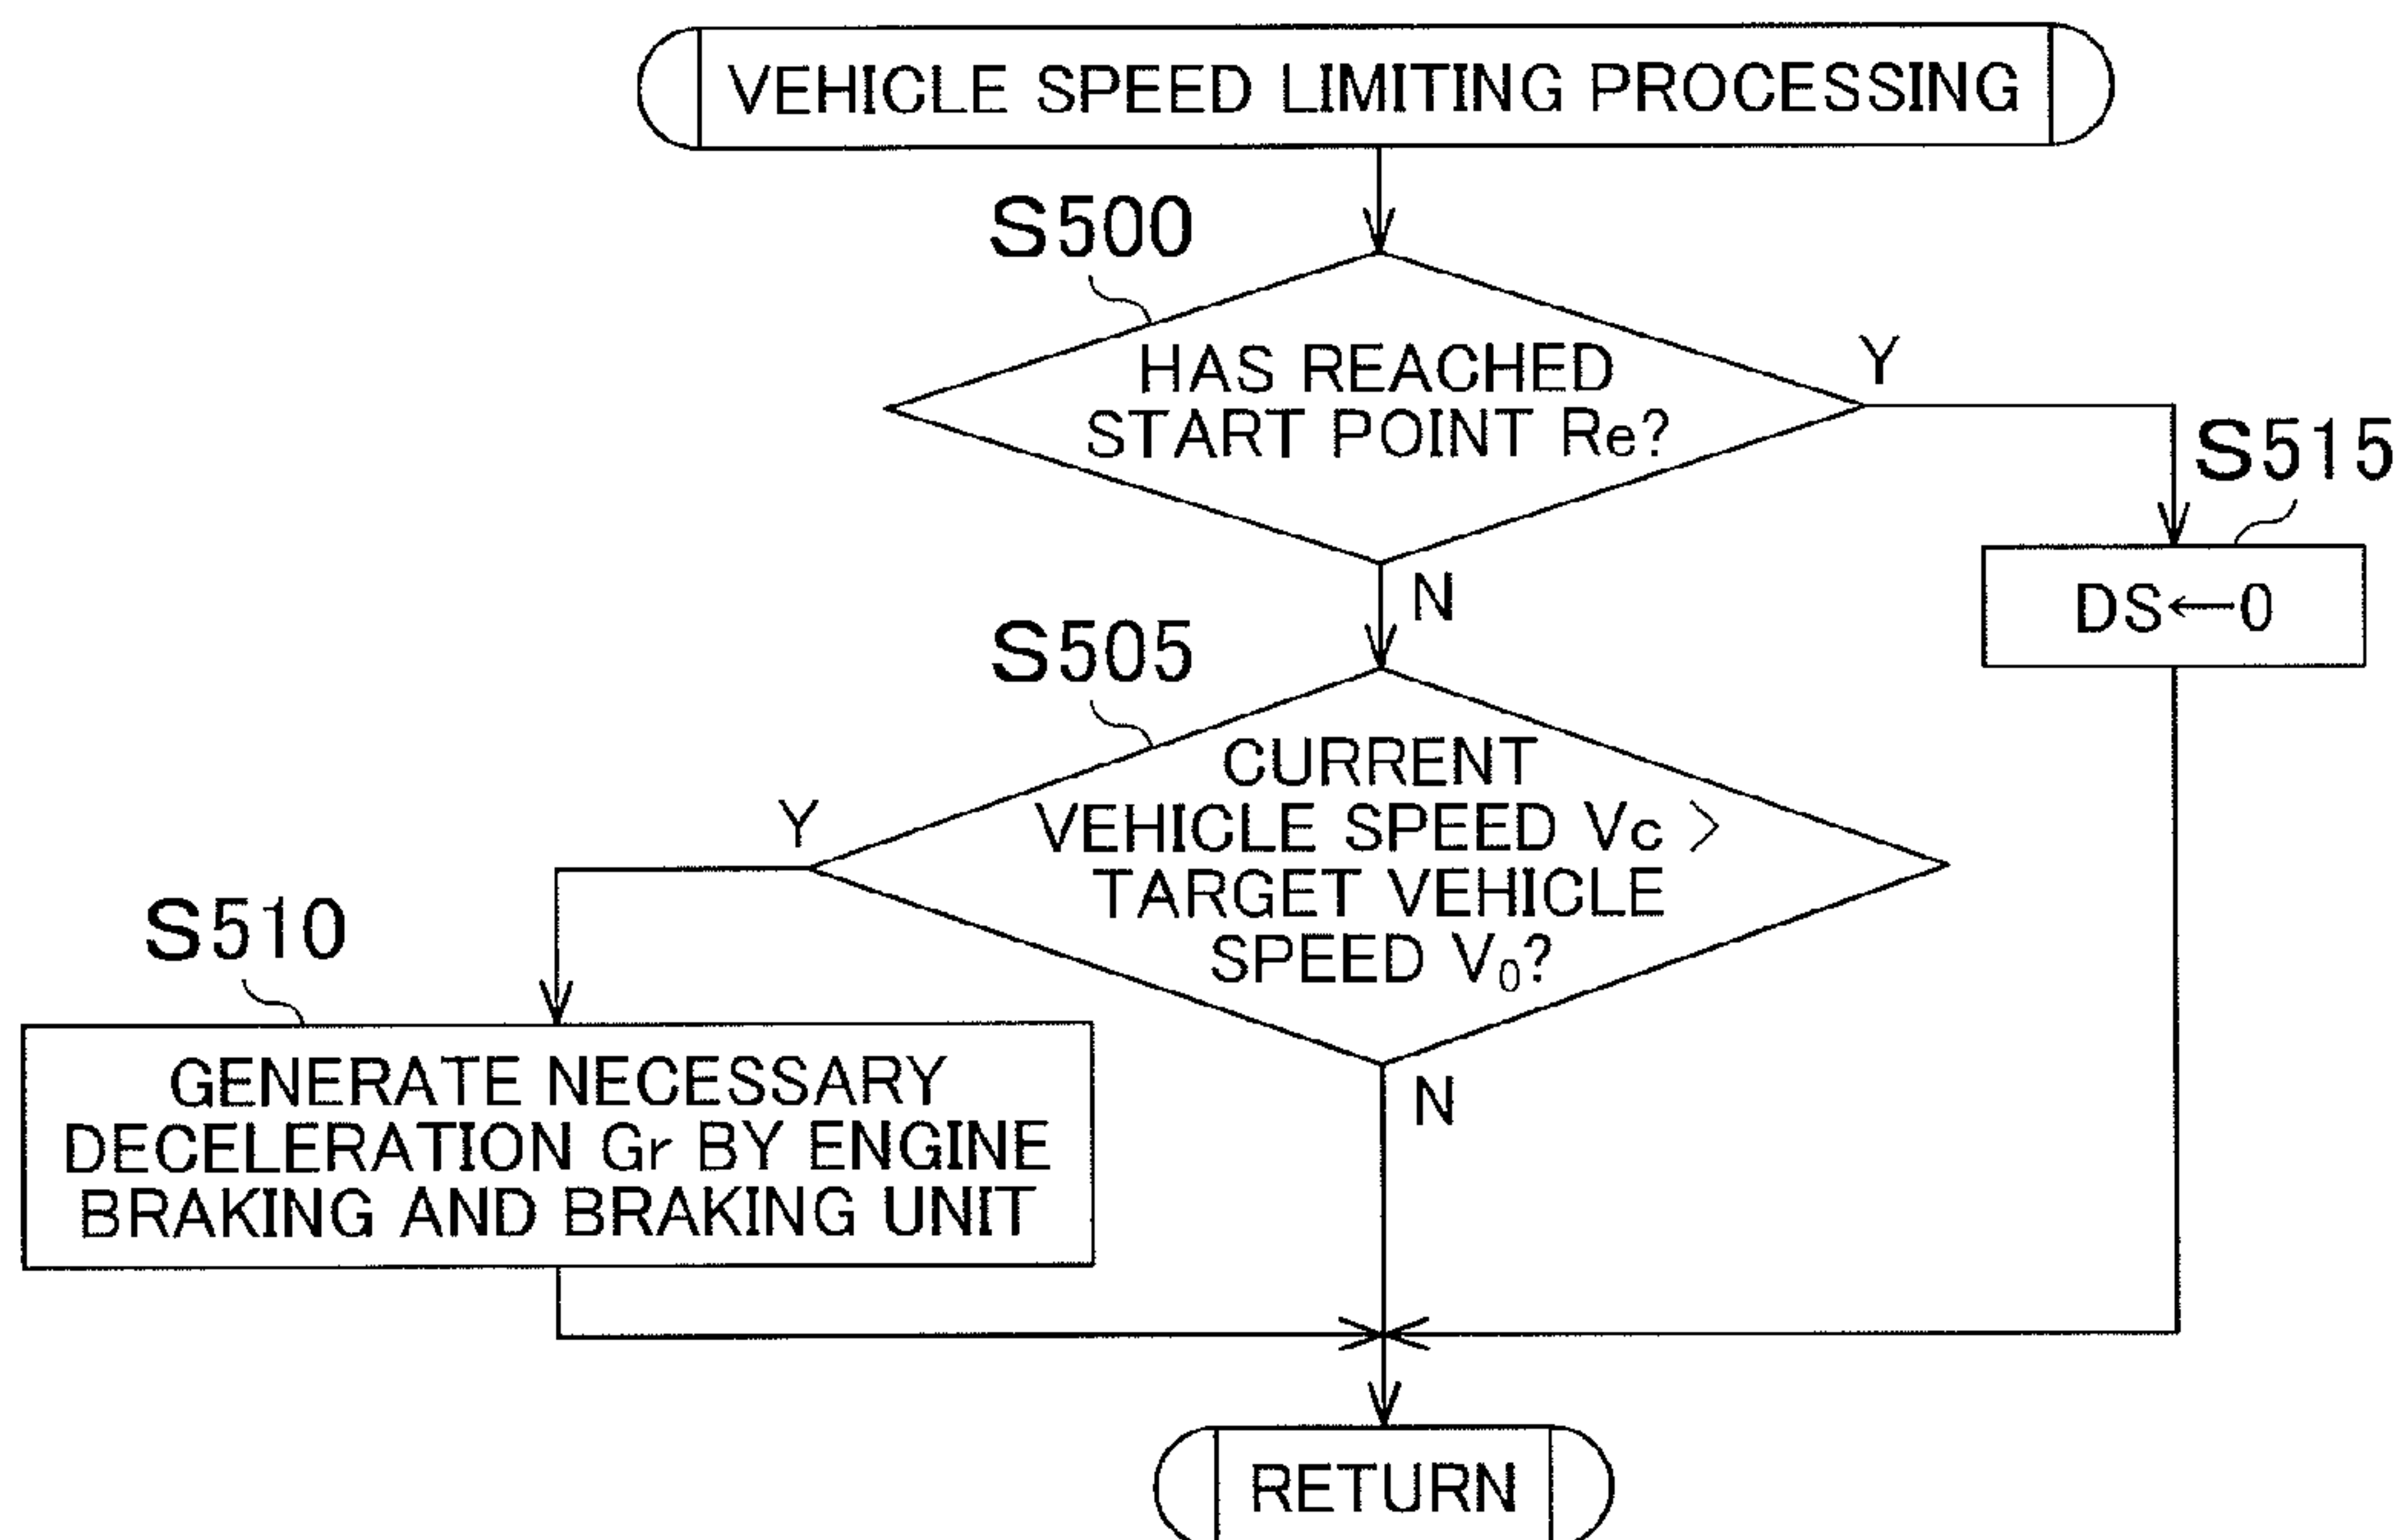 VEHICLE SPEED LIMITING PROCESSING
S500
HAS REACHED
START POINT Re?
Y
S515
DS←0
N
S505
CURRENT
VEHICLE SPEED Vc >
TARGET VEHICLE
SPEED V₀?
Y
S510
GENERATE NECESSARY
DECELERATION Gr BY ENGINE
BRAKING AND BRAKING UNIT
N
RETURN